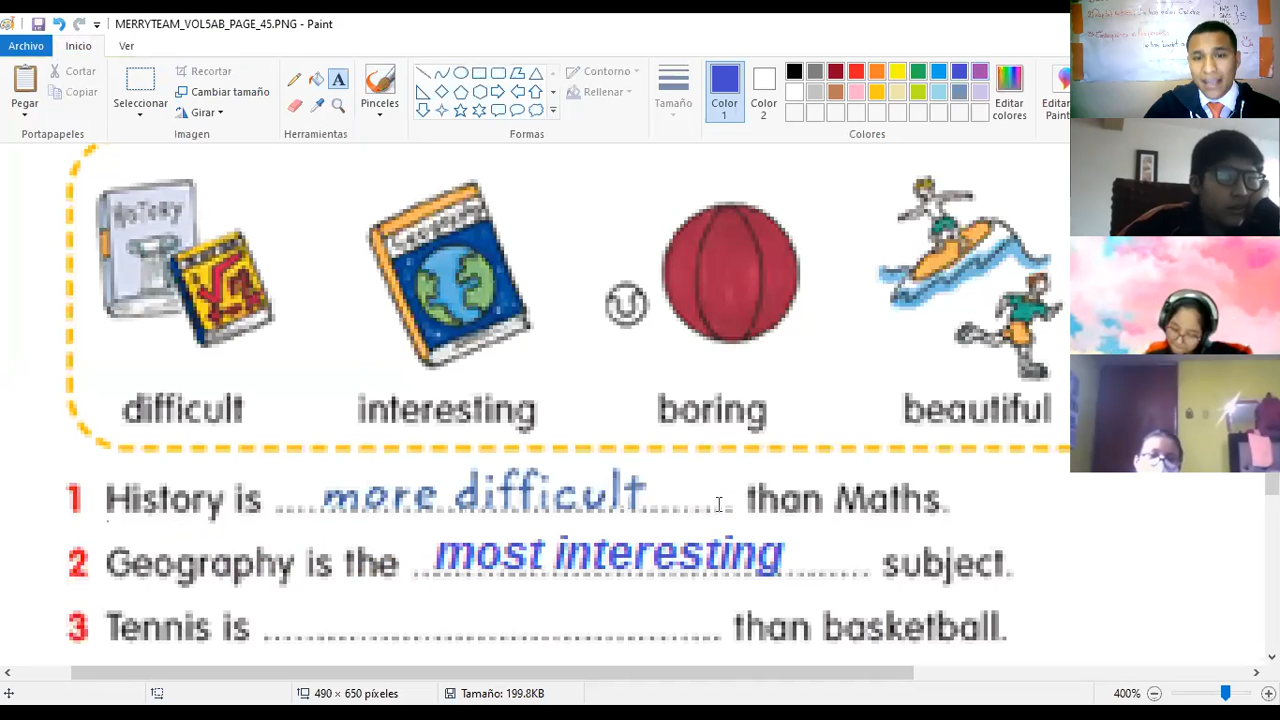 MERRYTEAM_VOL5AB_PAGE_45.PNG - Paint
Archivo Inicio Ver
Pegar
Cortar
Copiar
Portapapeles
Seleccionar
Recortar
Cambiar tamaño
Girar
Imagen
A
Herramientas
Pinceles
Contorno
Rellenar
Formas
Tamaño
Color 1
Color 2
Editar colores
Editar
Colores
HISTORY
difficult interesting boring beautiful
1 History is .... more difficult ........ than Maths.
2 Geography is the .. most interesting ........ subject.
3 Tennis is ........................................ than basketball.
490 × 650 píxeles
Tamaño: 199.8KB
400%